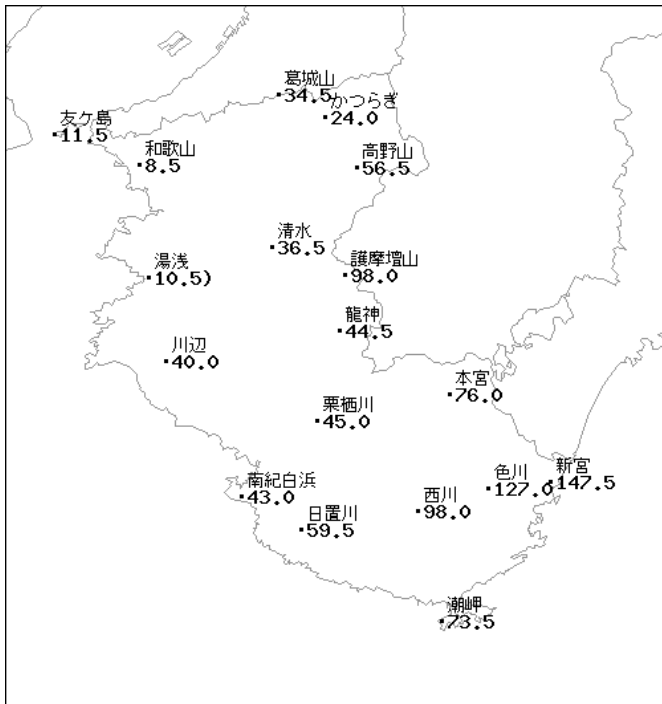 葛城山
34.5
かつらぎ
24.0
友ケ島
11.5
和歌山
8.5
高野山
56.5
清水
36.5
湯浅
10.5)
護摩壇山
98.0
龍神
44.5
川辺
40.0
本宮
76.0
栗栖川
45.0
新宮
147.5
色川
127.0
南紀白浜
43.0
西川
98.0
日置川
59.5
潮岬
73.5